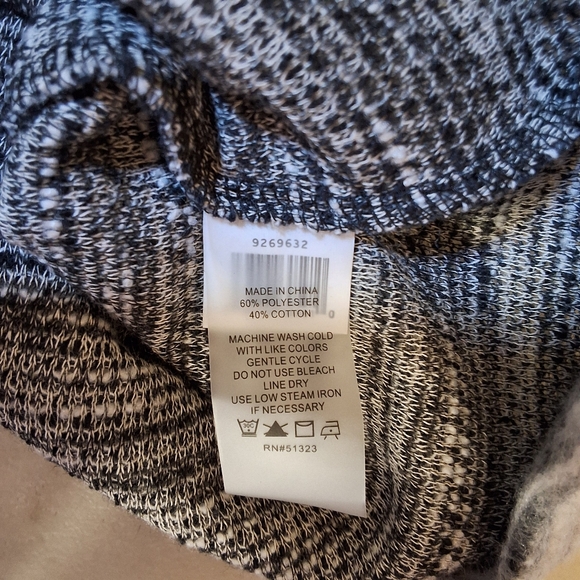 9269632
MADE IN CHINA
60% POLYESTER
40% COTTON
0
MACHINE WASH COLD
WITH LIKE COLORS
GENTLE CYCLE
DO NOT USE BLEACH
LINE DRY
USE LOW STEAM IRON
IF NECESSARY
RN#51323